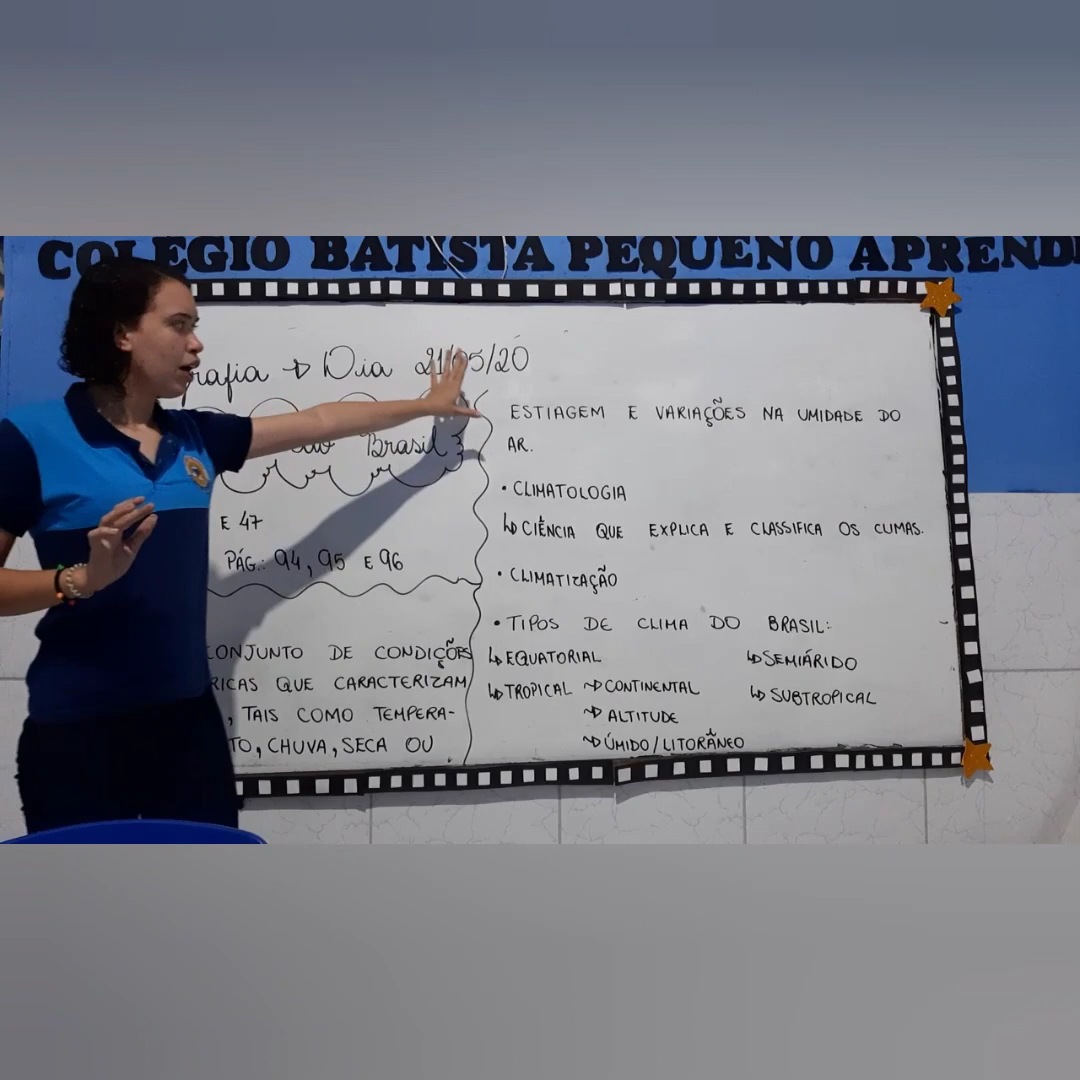 COLÉGIO BATISTA PEQUENO APREND
rafia → Dia 21/05/20
Brasil
E 47
PÁG.: 94, 95 E 96
CONJUNTO DE CONDIÇÕES
RICAS QUE CARACTERIZAM
, TAIS COMO TEMPERA-
TO, CHUVA, SECA OU
ESTIAGEM E VARIAÇÕES NA UMIDADE DO
AR.
• CLIMATOLOGIA
↳ CIÊNCIA QUE EXPLICA E CLASSIFICA OS CLIMAS.
• CLIMATIZAÇÃO
• TIPOS DE CLIMA DO BRASIL:
↳ EQUATORIAL ↳ SEMIÁRIDO
↳ TROPICAL ~> CONTINENTAL ↳ SUBTROPICAL
~> ALTITUDE
~> ÚMIDO/LITORÂNEO